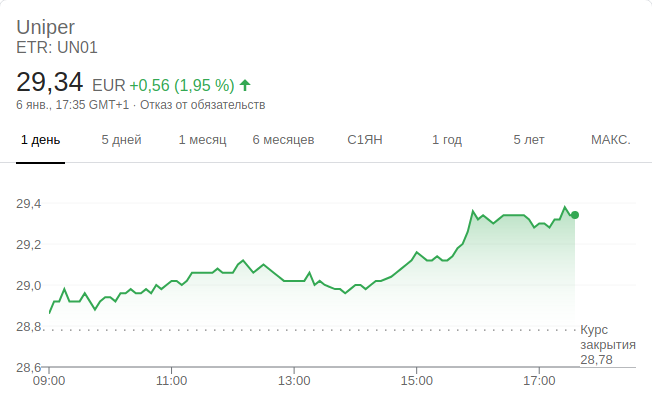 Uniper
ETR: UN01
29,34 EUR +0,56 (1,95 %)
6 янв., 17:35 GMT+1 · Отказ от обязательств
1 день 5 дней 1 месяц 6 месяцев С1ЯН 1 год 5 лет МАКС.
29,4
29,2
29,0
28,8
28,6
Курс
закрытия
28,78
09:00 11:00 13:00 15:00 17:00